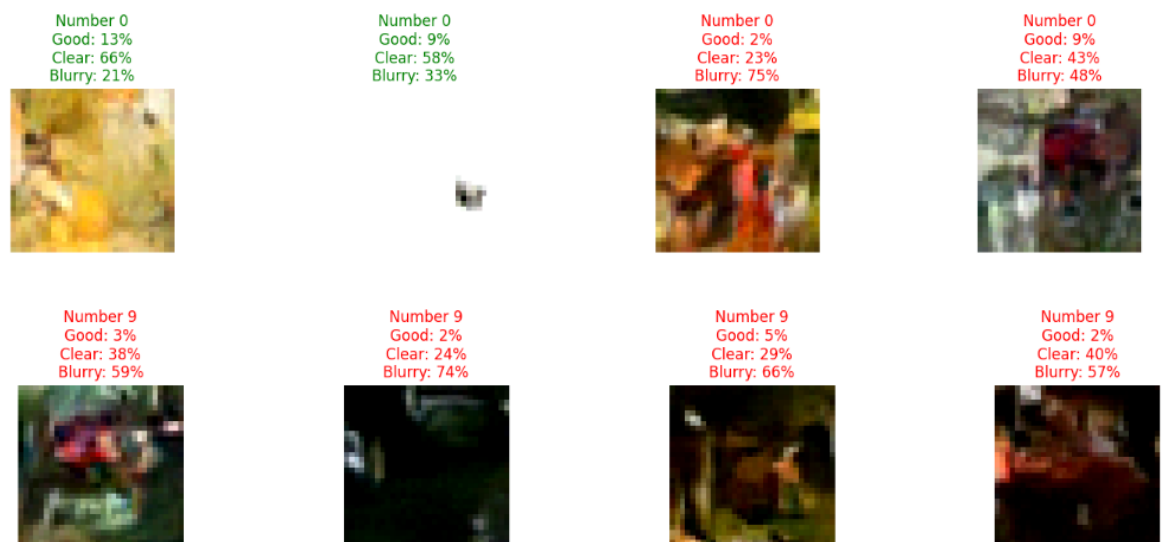 Number 0
Good: 13%
Clear: 66%
Blurry: 21%
Number 0
Good: 9%
Clear: 58%
Blurry: 33%
Number 0
Good: 2%
Clear: 23%
Blurry: 75%
Number 0
Good: 9%
Clear: 43%
Blurry: 48%
Number 9
Good: 3%
Clear: 38%
Blurry: 59%
Number 9
Good: 2%
Clear: 24%
Blurry: 74%
Number 9
Good: 5%
Clear: 29%
Blurry: 66%
Number 9
Good: 2%
Clear: 40%
Blurry: 57%